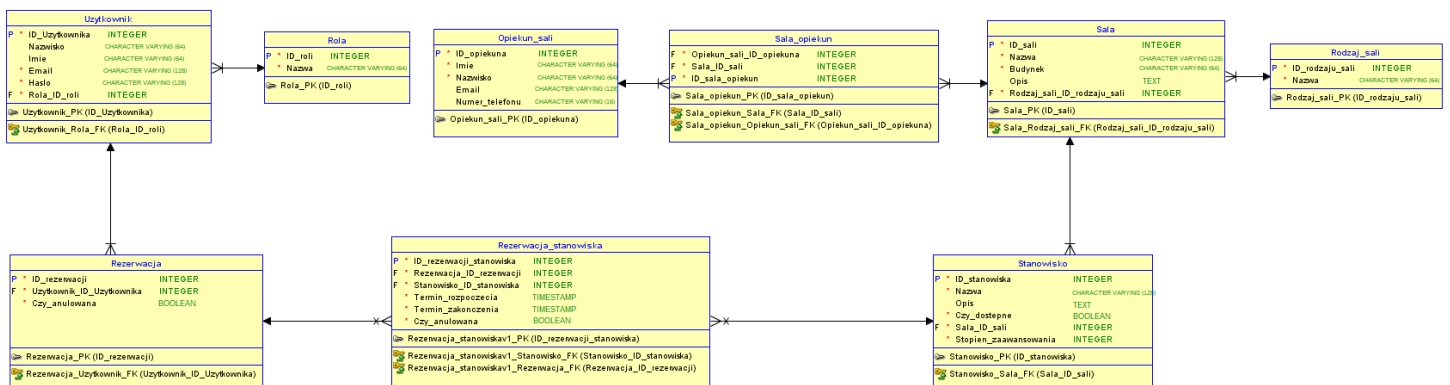 Uzytkownik
P * ID_Uzytkownika INTEGER
Nazwisko CHARACTER VARYING (64)
Imie CHARACTER VARYING (64)
* Email CHARACTER VARYING (128)
* Haslo CHARACTER VARYING (128)
F * Rola_ID_roli INTEGER
Uzytkownik_PK (ID_Uzytkownika)
Uzytkownik_Rola_FK (Rola_ID_roli)
Rola
P * ID_roli INTEGER
* Nazwa CHARACTER VARYING (64)
Rola_PK (ID_roli)
Opiekun_sali
P * ID_opiekuna INTEGER
* Imie CHARACTER VARYING (64)
* Nazwisko CHARACTER VARYING (64)
Email CHARACTER VARYING (128
Numer_telefonu CHARACTER VARYING (16)
Opiekun_sali_PK (ID_opiekuna)
Sala_opiekun
F * Opiekun_sali_ID_opiekuna INTEGER
F * Sala_ID_sali INTEGER
P * ID_sala_opiekun INTEGER
Sala_opiekun_PK (ID_sala_opiekun)
Sala_opiekun_Sala_FK (Sala_ID_sali)
Sala_opiekun_Opiekun_sali_FK (Opiekun_sali_ID_opiekuna)
Sala
P * ID_sali INTEGER
* Nazwa CHARACTER VARYING (128)
* Budynek CHARACTER VARYING (64)
Opis TEXT
F * Rodzaj_sali_ID_rodzaju_sali INTEGER
Sala_PK (ID_sali)
Sala_Rodzaj_sali_FK (Rodzaj_sali_ID_rodzaju_sali)
Rodzaj_sali
P * ID_rodzaju_sali INTEGER
* Nazwa CHARACTER VARYING (64)
Rodzaj_sali_PK (ID_rodzaju_sali)
Rezerwacja
P * ID_rezerwacji INTEGER
F * Uzytkownik_ID_Uzytkownika INTEGER
* Czy_anulowana BOOLEAN
Rezerwacja_PK (ID_rezerwacji)
Rezerwacja_Uzytkownik_FK (Uzytkownik_ID_Uzytkownika)
Rezerwacja_stanowiska
P * ID_rezerwacji_stanowiska INTEGER
F * Rezerwacja_ID_rezerwacji INTEGER
F * Stanowisko_ID_stanowiska INTEGER
* Termin_rozpoczecia TIMESTAMP
* Termin_zakonczenia TIMESTAMP
* Czy_anulowana BOOLEAN
Rezerwacja_stanowiskav1_PK (ID_rezerwacji_stanowiska)
Rezerwacja_stanowiskav1_Stanowisko_FK (Stanowisko_ID_stanowiska)
Rezerwacja_stanowiskav1_Rezerwacja_FK (Rezerwacja_ID_rezerwacji)
Stanowisko
P * ID_stanowiska INTEGER
* Nazwa CHARACTER VARYING (128)
Opis TEXT
* Czy_dostepne BOOLEAN
F * Sala_ID_sali INTEGER
* Stopien_zaawansowania INTEGER
Stanowisko_PK (ID_stanowiska)
Stanowisko_Sala_FK (Sala_ID_sali)